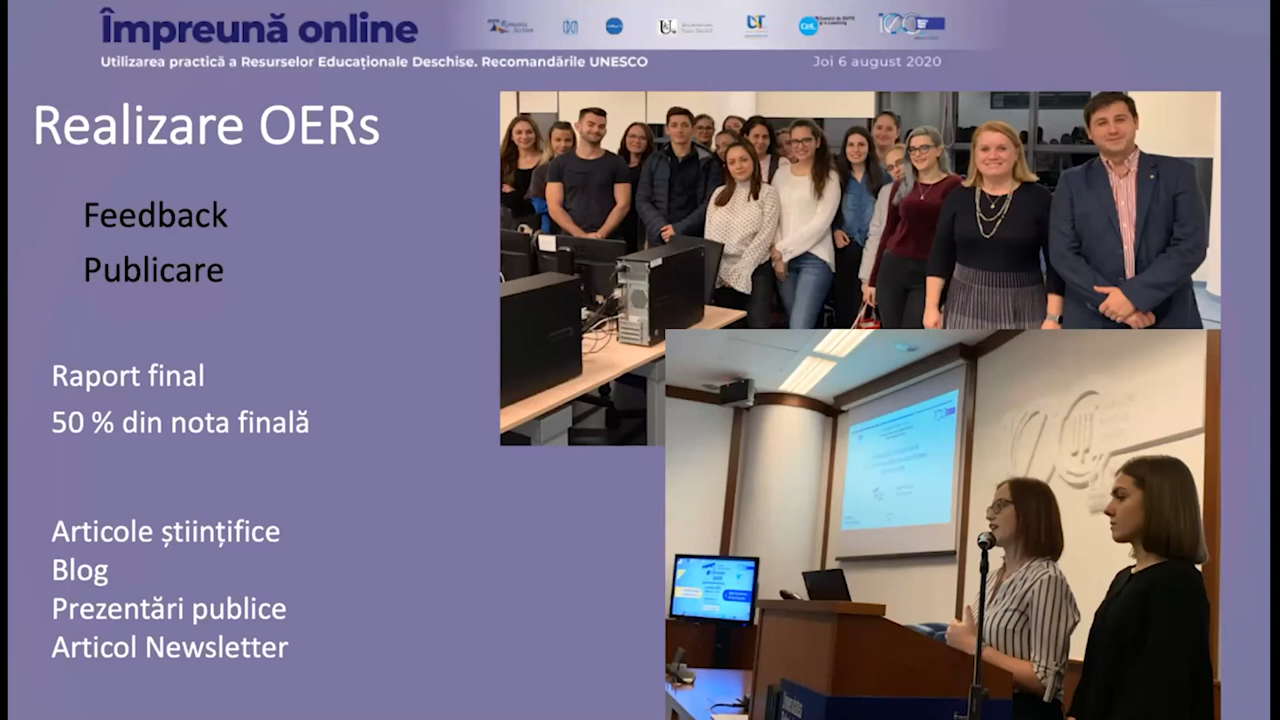 Împreună online
Utilizarea practică a Resurselor Educaționale Deschise. Recomandările UNESCO
Joi 6 august 2020
Realizare OERs
Feedback
Publicare
Raport final
50 % din nota finală
Articole științifice
Blog
Prezentări publice
Articol Newsletter